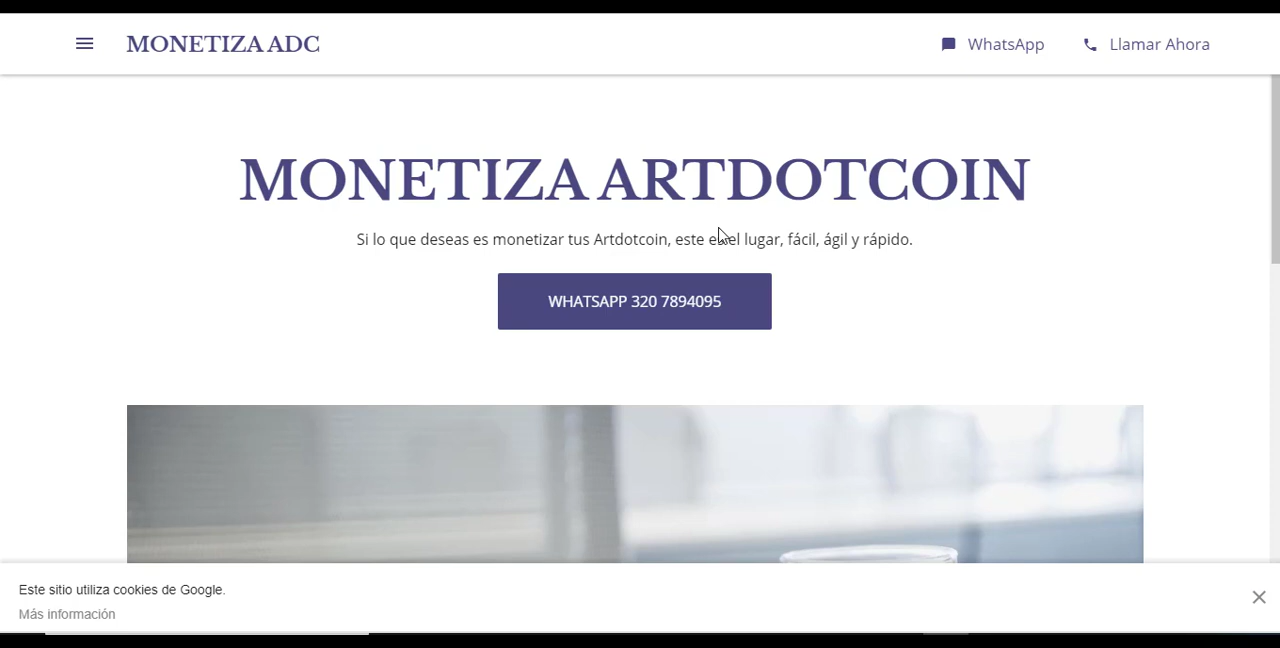 MONETIZA ADC
WhatsApp
Llamar Ahora
MONETIZA ARTDOTCOIN
Si lo que deseas es monetizar tus Artdotcoin, este es el lugar, fácil, ágil y rápido.
WHATSAPP 320 7894095
Este sitio utiliza cookies de Google.
Más información